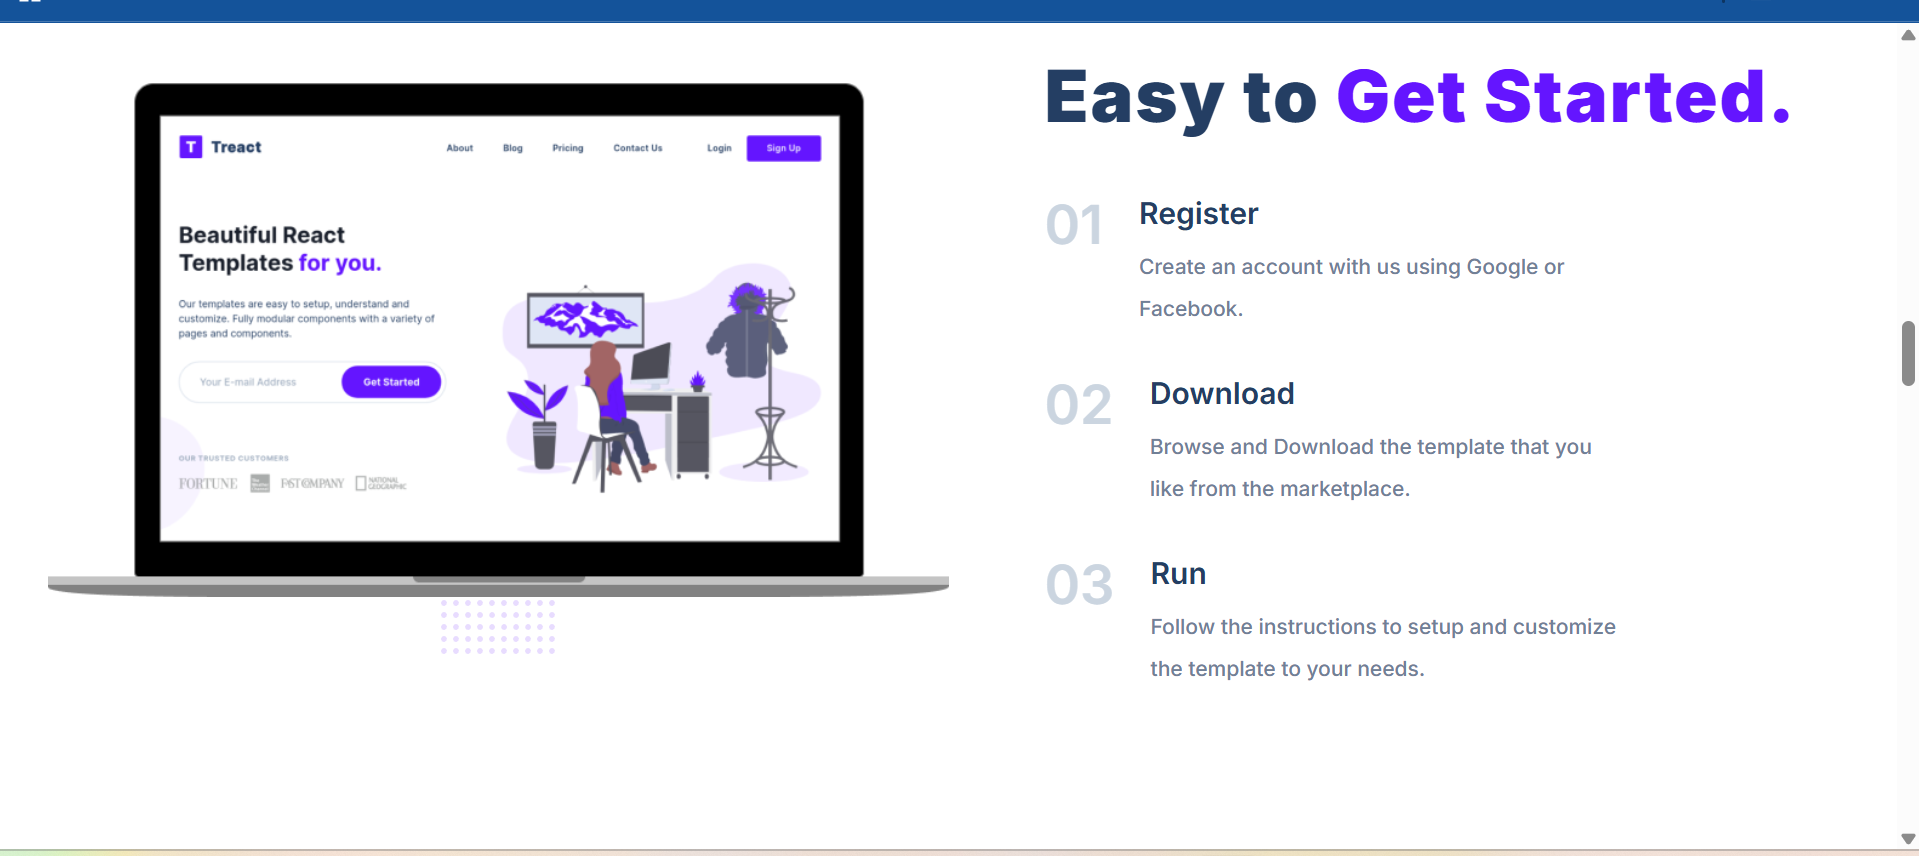 T Treact
About Blog Pricing Contact Us Login Sign Up
Beautiful React
Templates for you.
Our templates are easy to setup, understand and
customize. Fully modular components with a variety of
pages and components.
Your E-mail Address Get Started
OUR TRUSTED CUSTOMERS
FORTUNE
FAST COMPANY
NATIONAL
GEOGRAPHIC
Easy to Get Started.
01 Register
Create an account with us using Google or
Facebook.
02 Download
Browse and Download the template that you
like from the marketplace.
03 Run
Follow the instructions to setup and customize
the template to your needs.